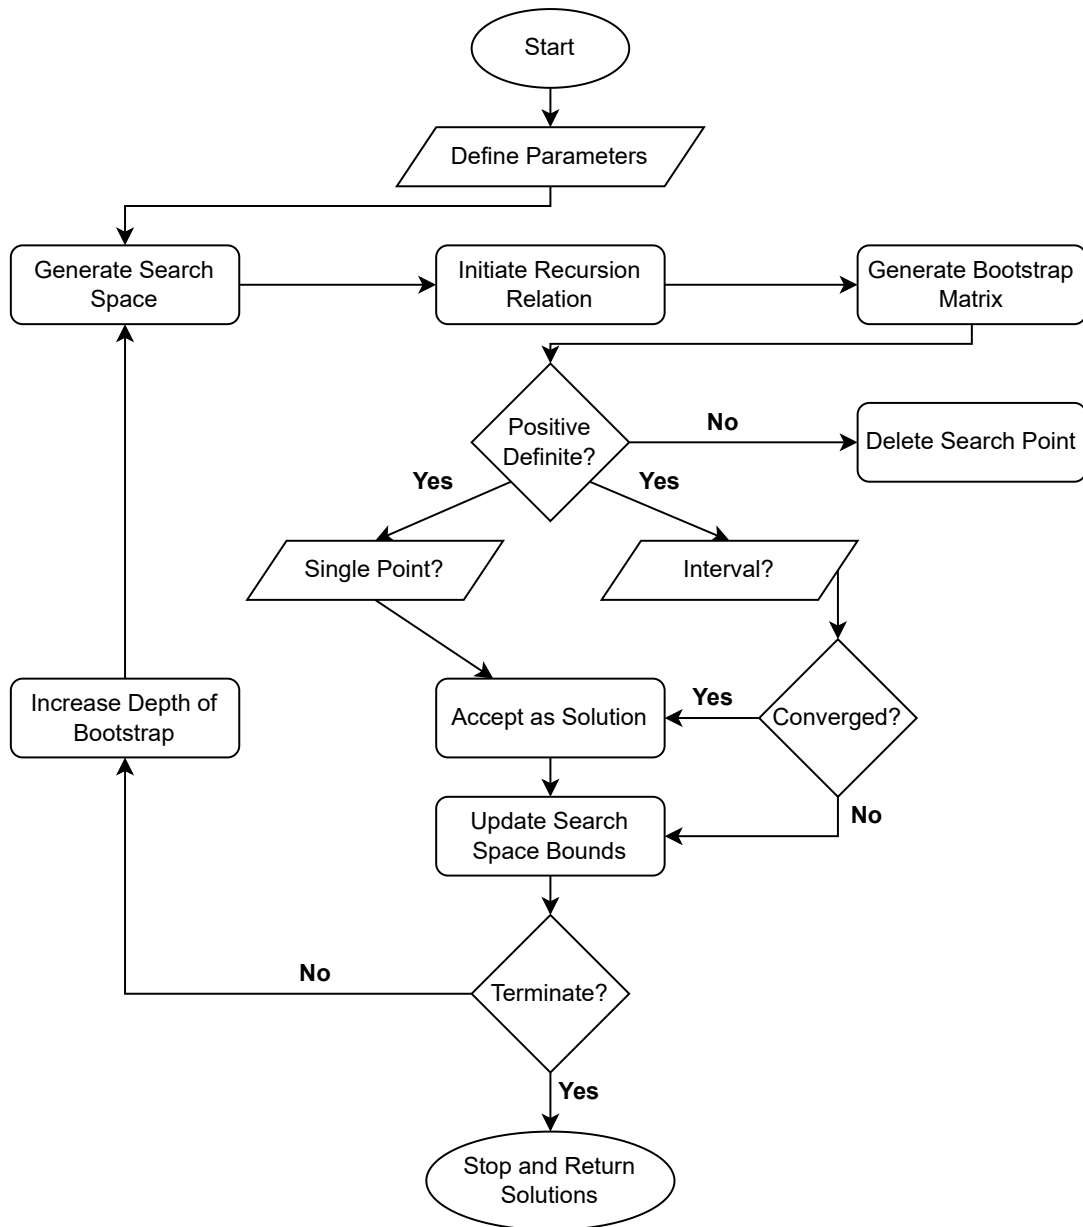 Start
Define Parameters
Generate Search
Space
Initiate Recursion
Relation
Generate Bootstrap
Matrix
Positive
Definite?
No
Delete Search Point
Yes
Yes
Single Point?
Interval?
Increase Depth of
Bootstrap
Accept as Solution
Yes
Converged?
No
Update Search
Space Bounds
No
Terminate?
Yes
Stop and Return
Solutions